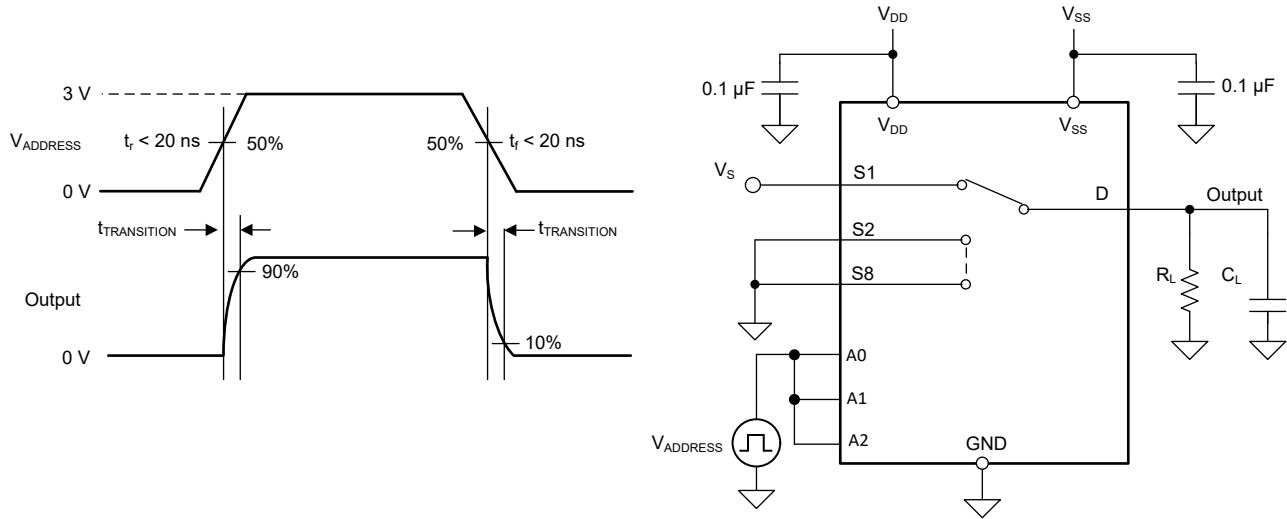 3 V
V_ADDRESS
t_r < 20 ns
50%
50%
t_f < 20 ns
0 V
t_TRANSITION
t_TRANSITION
90%
Output
0 V
10%
V_DD
V_SS
0.1 µF
0.1 µF
V_DD
V_SS
V_S
S1
D
Output
S2
S8
R_L
C_L
A0
A1
A2
V_ADDRESS
GND